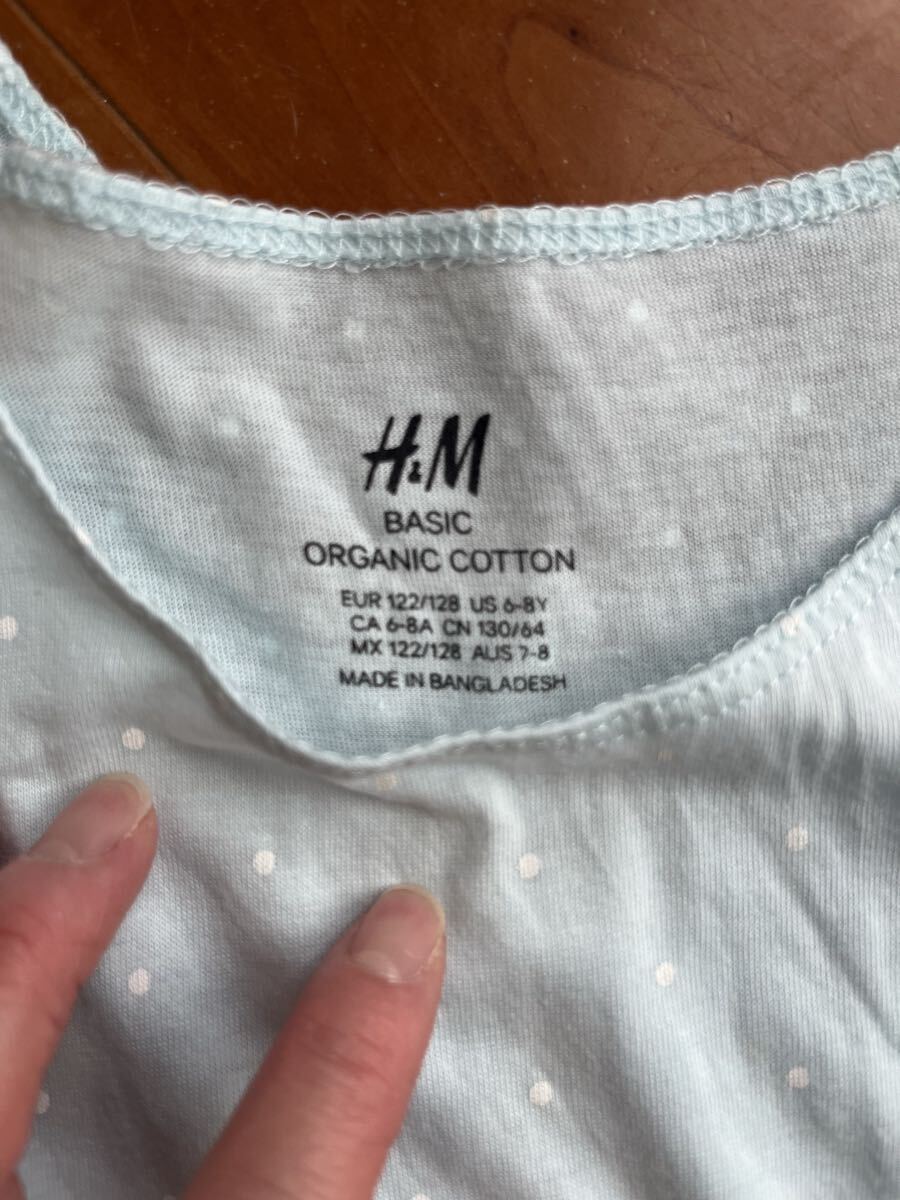 H&M
BASIC
ORGANIC COTTON
EUR 122/128 US 6-8Y
CA 6-8A CN 130/64
MX 122/128 AUS 7-8
MADE IN BANGLADESH